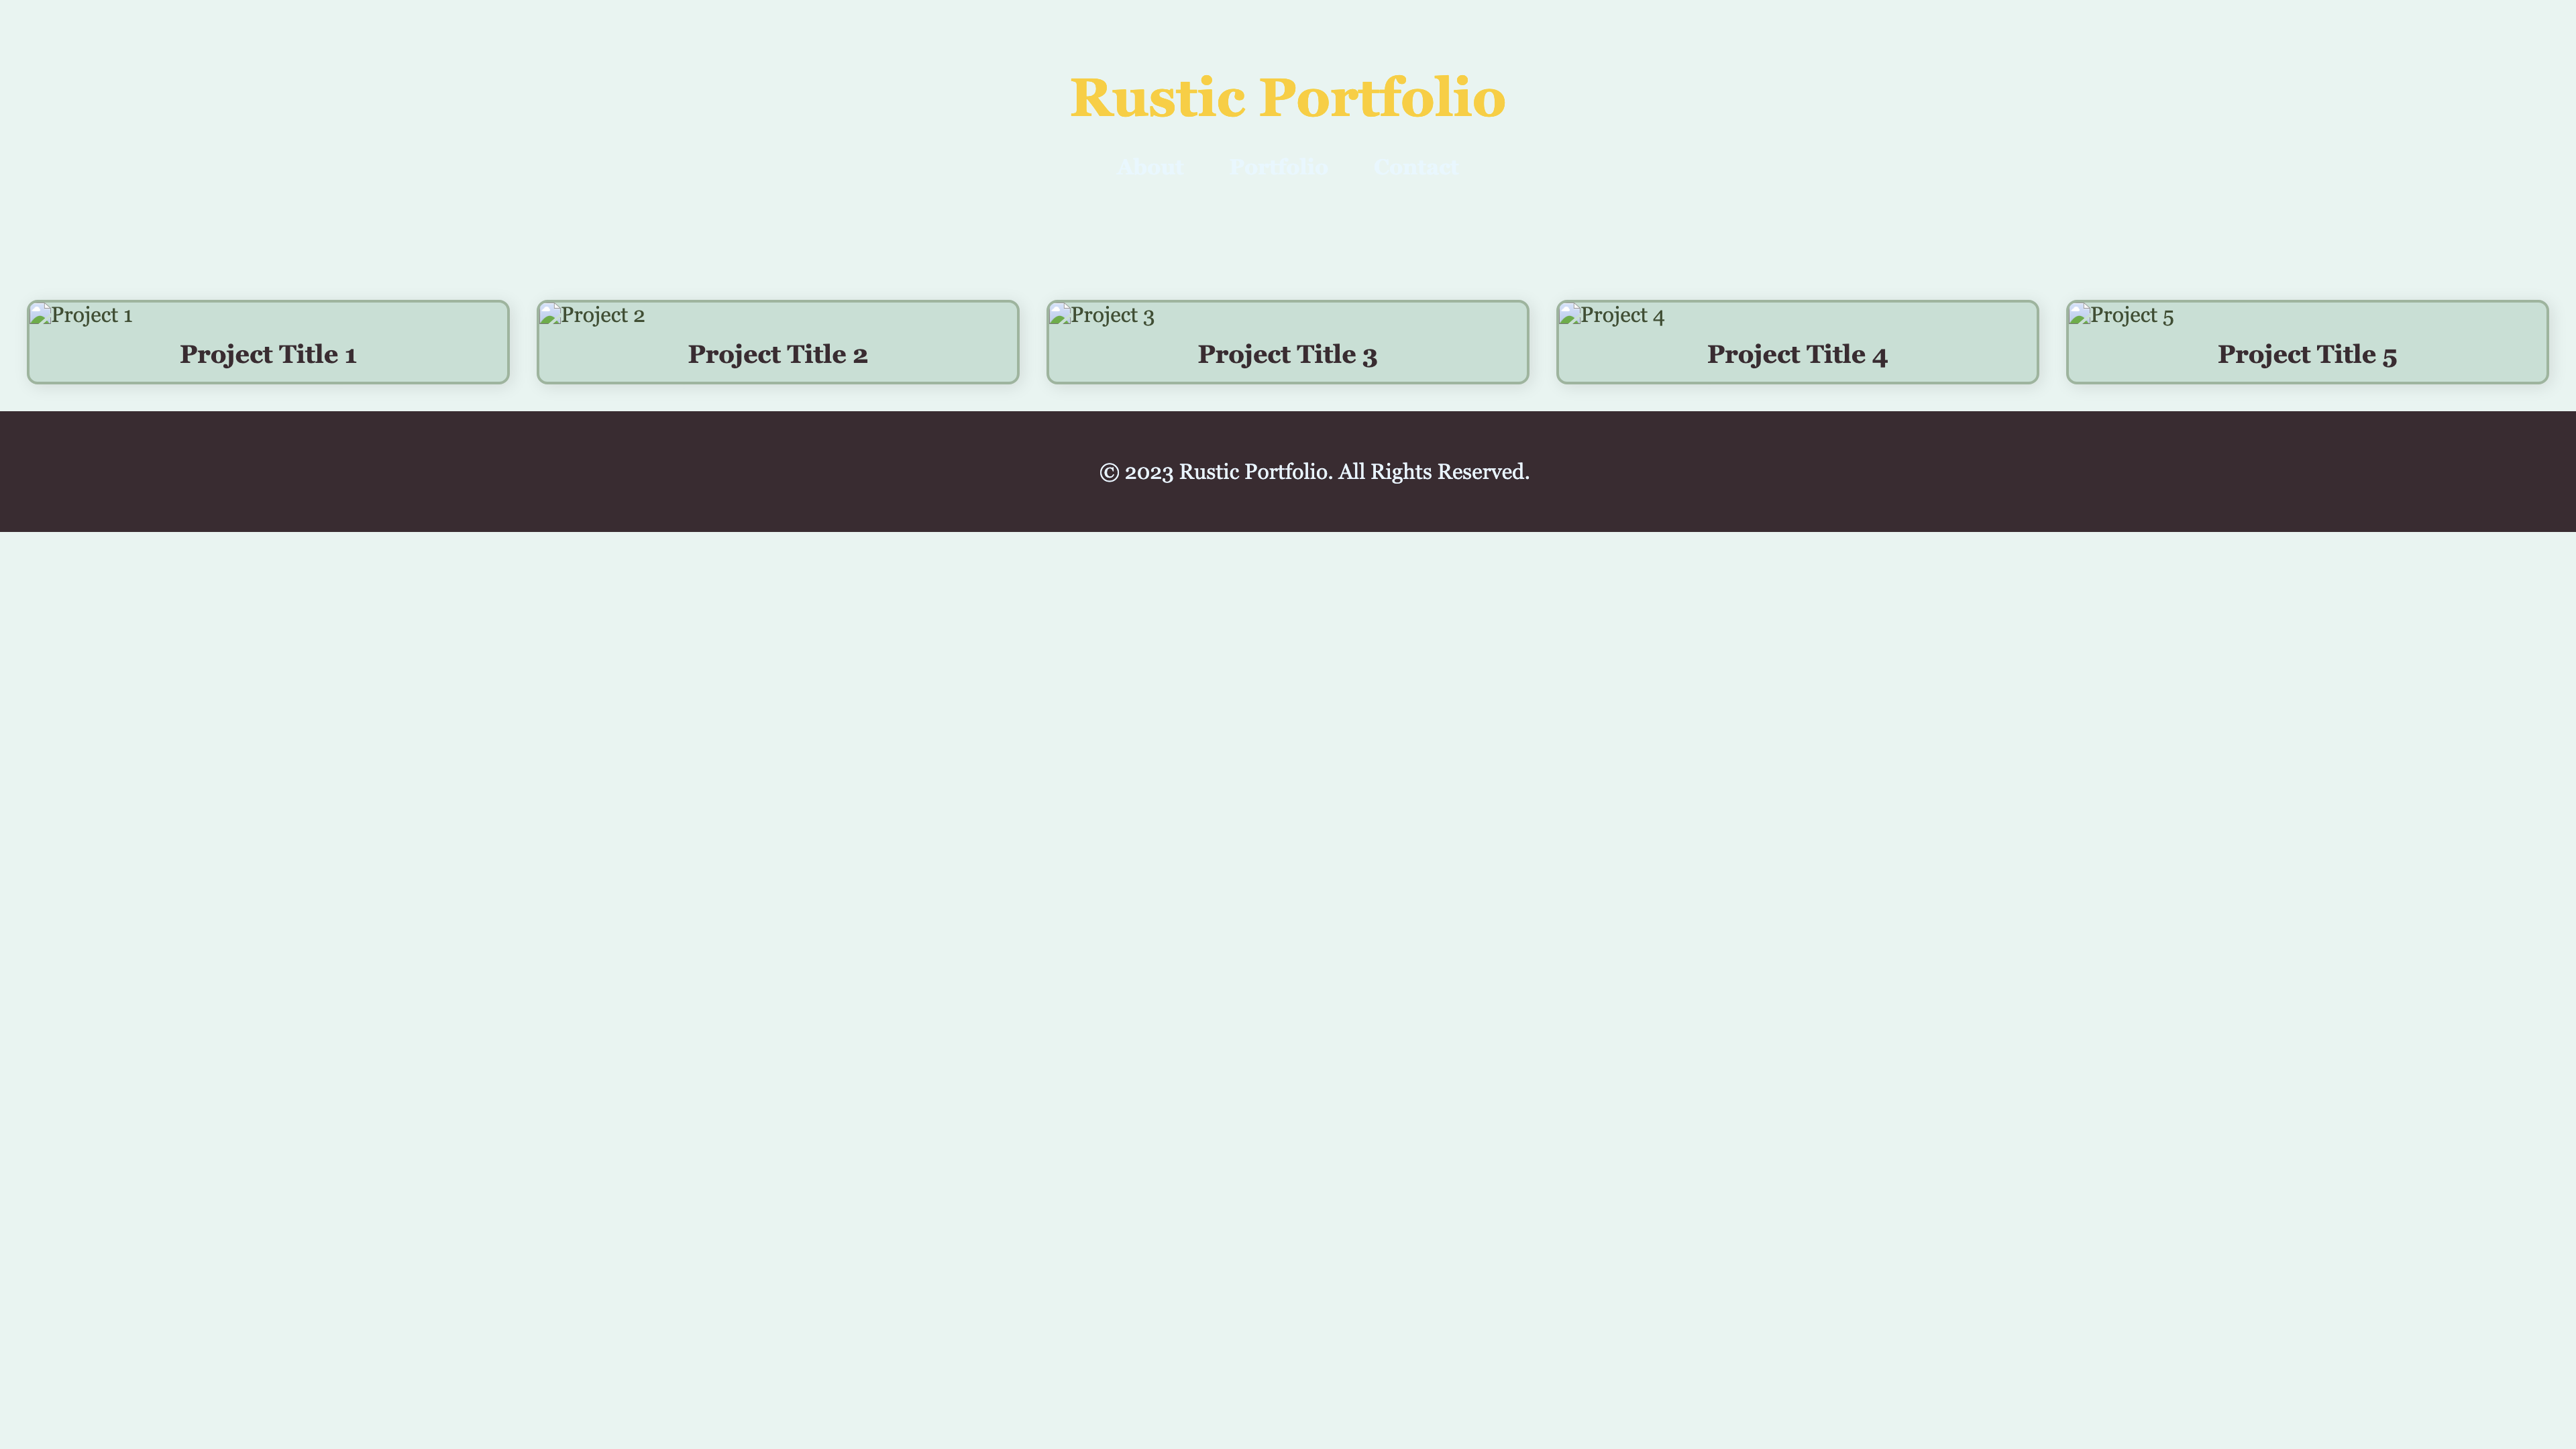 Rustic Portfolio
About Portfolio Contact
Project 1 Project 2 Project 3 Project 4 Project 5
Project Title 1 Project Title 2 Project Title 3 Project Title 4 Project Title 5
© 2023 Rustic Portfolio. All Rights Reserved.